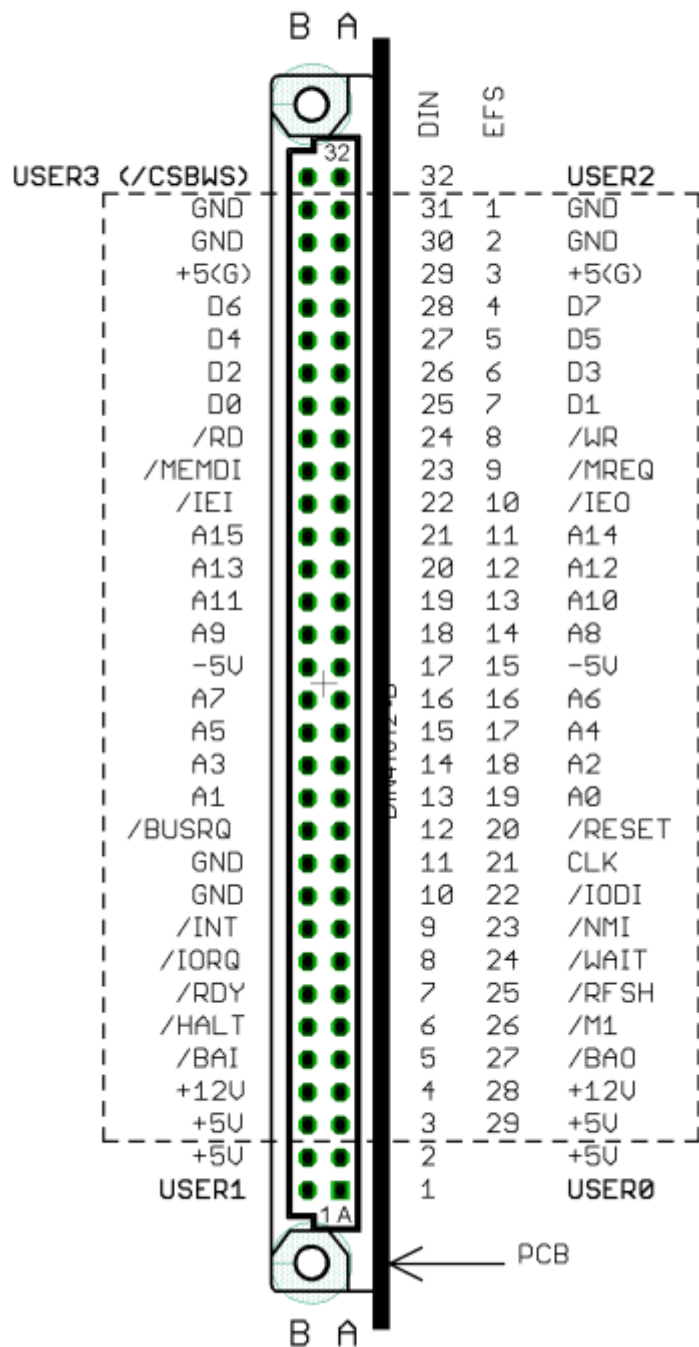 B A
DIN EFS
32
USER3 (/CSBWS) 32 USER2
GND 31 1 GND
GND 30 2 GND
+5(G) 29 3 +5(G)
D6 28 4 D7
D4 27 5 D5
D2 26 6 D3
D0 25 7 D1
/RD 24 8 /WR
/MEMDI 23 9 /MREQ
/IEI 22 10 /IEO
A15 21 11 A14
A13 20 12 A12
A11 19 13 A10
A9 18 14 A8
-5V 17 15 -5V
A7 16 16 A6
A5 15 17 A4
A3 14 18 A2
A1 13 19 A0
/BUSRQ 12 20 /RESET
GND 11 21 CLK
GND 10 22 /IODI
/INT 9 23 /NMI
/IORQ 8 24 /WAIT
/RDY 7 25 /RFSH
/HALT 6 26 /M1
/BAI 5 27 /BAO
+12V 4 28 +12V
+5V 3 29 +5V
+5V 2 +5V
USER1 1 USER0
1 A
PCB
B A